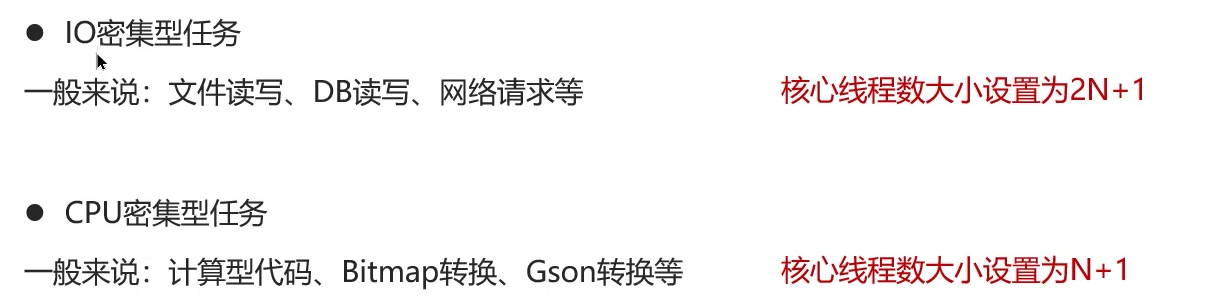 ● IO密集型任务
一般来说：文件读写、DB读写、网络请求等 核心线程数大小设置为2N+1
● CPU密集型任务
一般来说：计算型代码、Bitmap转换、Gson转换等 核心线程数大小设置为N+1